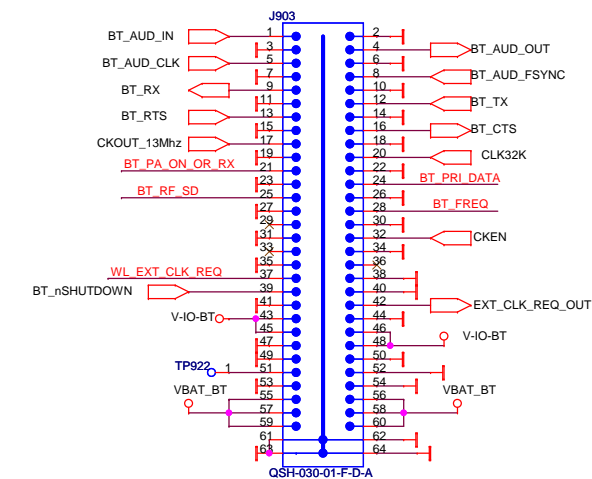 J903
BT_AUD_IN 1 2
3 4 BT_AUD_OUT
BT_AUD_CLK 5 6
7 8 BT_AUD_FSYNC
BT_RX 9 10
11 12 BT_TX
BT_RTS 13 14
15 16 BT_CTS
CKOUT_13Mhz 17 18
19 20 CLK32K
BT_PA_ON_OR_RX 21 22
23 24 BT_PRI_DATA
BT_RF_SD 25 26
27 28 BT_FREQ
29 30
31 32 CKEN
33 34
35 36
WL_EXT_CLK_REQ 37 38
BT_nSHUTDOWN 39 40
41 42 EXT_CLK_REQ_OUT
V-IO-BT 43 44
45 46
47 48 V-IO-BT
49 50
TP922 1 51 52
53 54
VBAT_BT 55 56 VBAT_BT
57 58
59 60
61 62
63 64
QSH-030-01-F-D-A